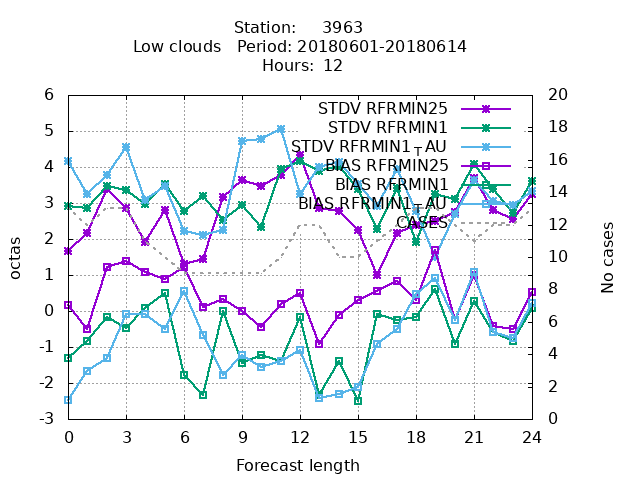 Station: 3963
Low clouds Period: 20180601-20180614
Hours: 12
STDV RFRMIN25
STDV RFRMIN1
STDV RFRMIN1_AU
BIAS RFRMIN25
BIAS RFRMIN1
BIAS RFRMIN1_AU
CASES
octas
6
5
4
3
2
1
0
-1
-2
-3
No cases
20
18
16
14
12
10
8
6
4
2
0
0 3 6 9 12 15 18 21 24
Forecast length